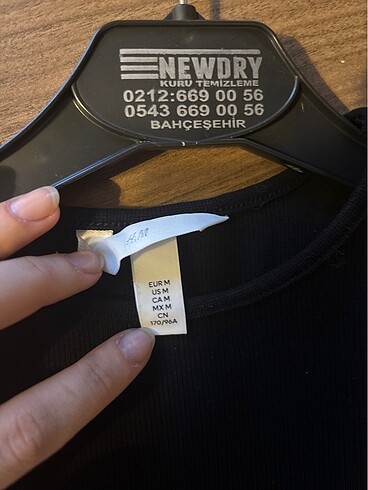 NEWDRY
KURU TEMİZLEME
0212:669 00 56
0543 669 00 56
BAHÇEŞEHİR
EUR M
US M
CA M
MX M
CN
170/96A